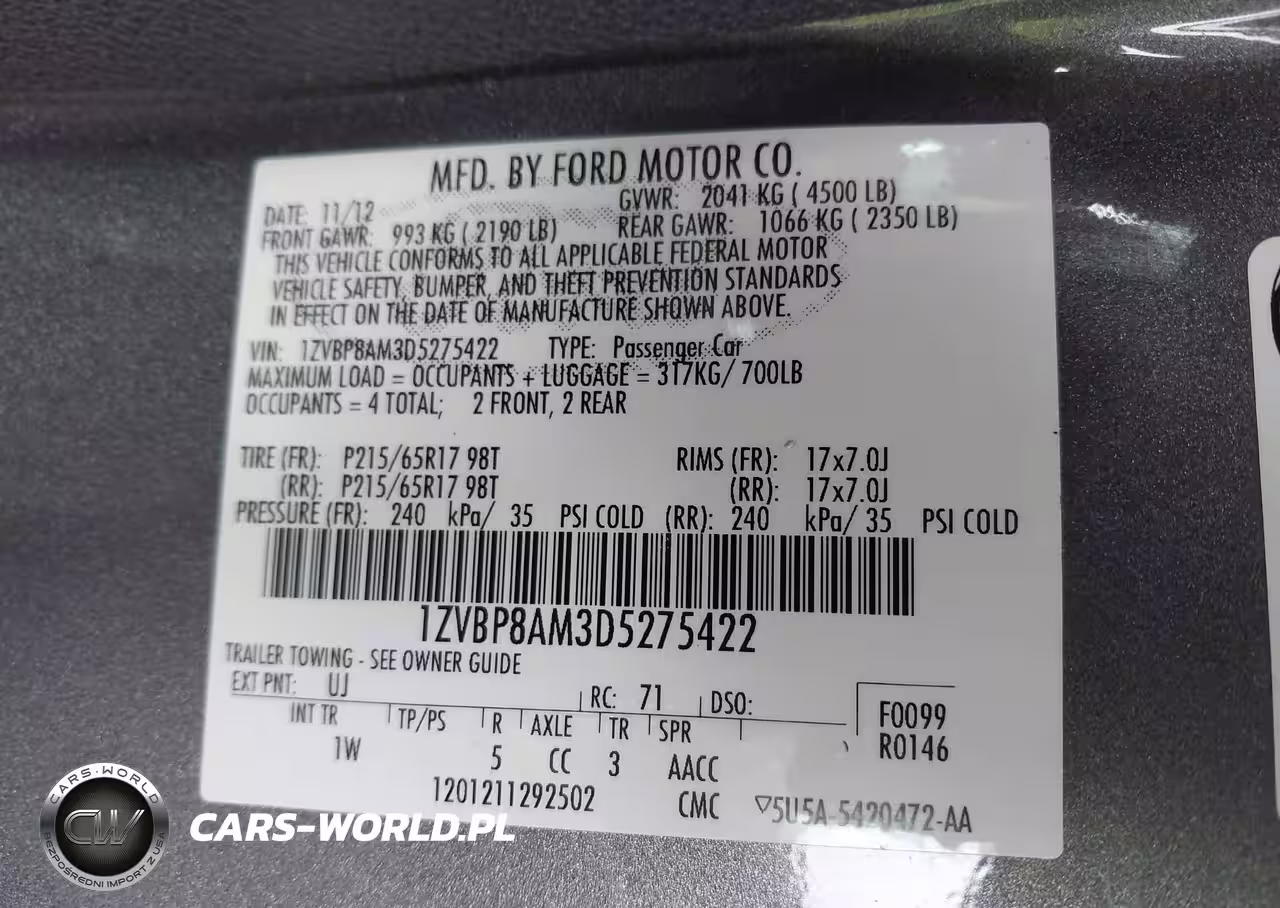 MFD. BY FORD MOTOR CO.
DATE: 11/12 GVWR: 2041 KG ( 4500 LB)
FRONT GAWR: 993 KG ( 2190 LB) REAR GAWR: 1066 KG ( 2350 LB)
THIS VEHICLE CONFORMS TO ALL APPLICABLE FEDERAL MOTOR
VEHICLE SAFETY, BUMPER, AND THEFT PREVENTION STANDARDS
IN EFFECT ON THE DATE OF MANUFACTURE SHOWN ABOVE.
VIN: 1ZVBP8AM3D5275422 TYPE: Passenger Car
MAXIMUM LOAD = OCCUPANTS + LUGGAGE = 317KG/ 700LB
OCCUPANTS = 4 TOTAL; 2 FRONT, 2 REAR
TIRE (FR): P215/65R17 98T RIMS (FR): 17x7.0J
(RR): P215/65R17 98T (RR): 17x7.0J
PRESSURE (FR): 240 kPa/ 35 PSI COLD (RR): 240 kPa/ 35 PSI COLD
1ZVBP8AM3D5275422
TRAILER TOWING - SEE OWNER GUIDE
EXT PNT: UJ RC: 71 DSO:
INT TR TP/PS R AXLE TR SPR F0099
1W 5 CC 3 AACC R0146
1201211292502 CMC ▽5U5A-5420472-AA
CARS-WORLD
CW
BEZPOŚREDNI IMPORT Z USA
CARS-WORLD.PL